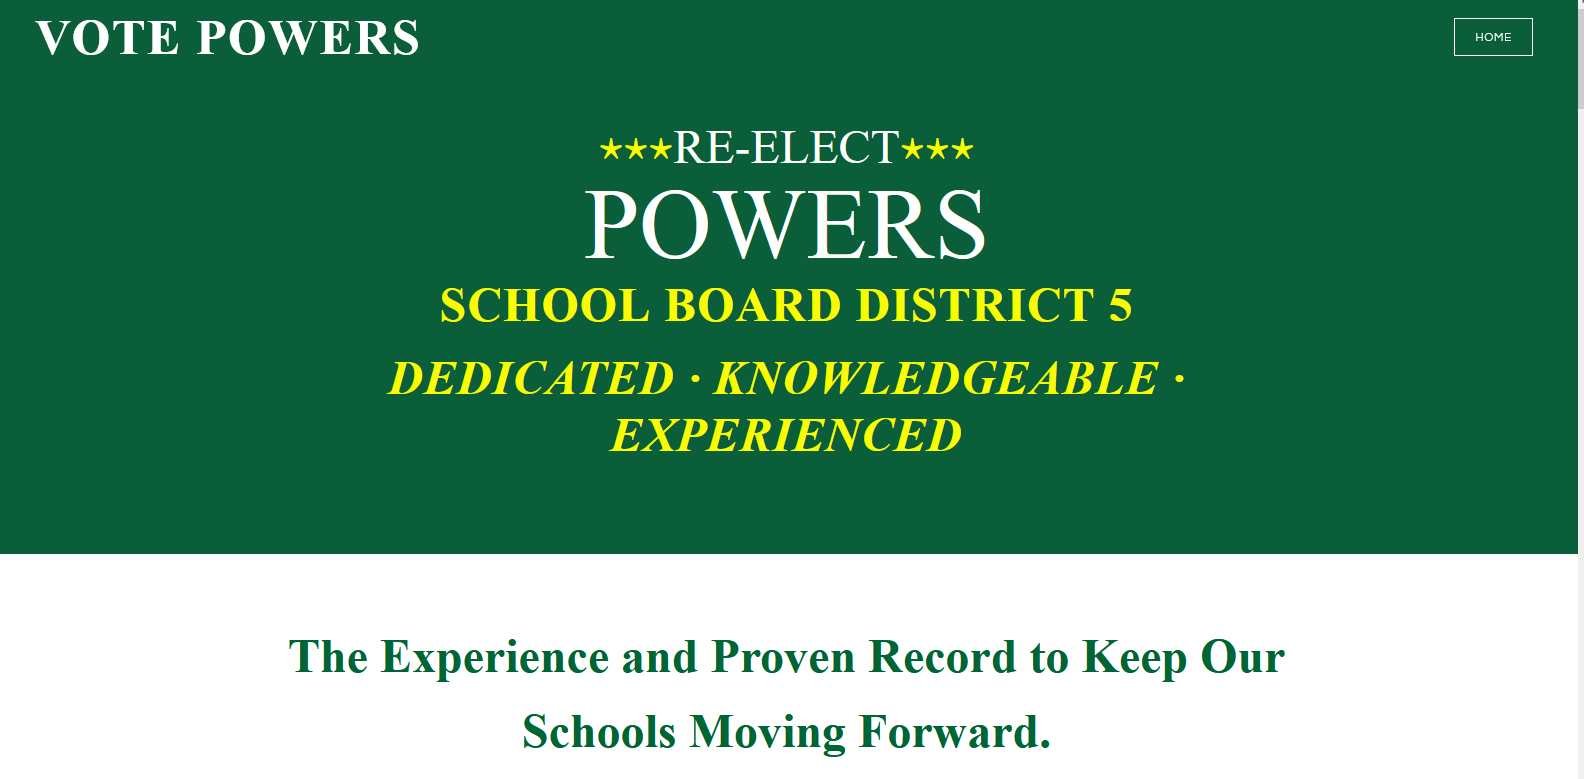 VOTE POWERS
HOME
★★★RE-ELECT★★★
POWERS
SCHOOL BOARD DISTRICT 5
DEDICATED · KNOWLEDGEABLE ·
EXPERIENCED
The Experience and Proven Record to Keep Our
Schools Moving Forward.